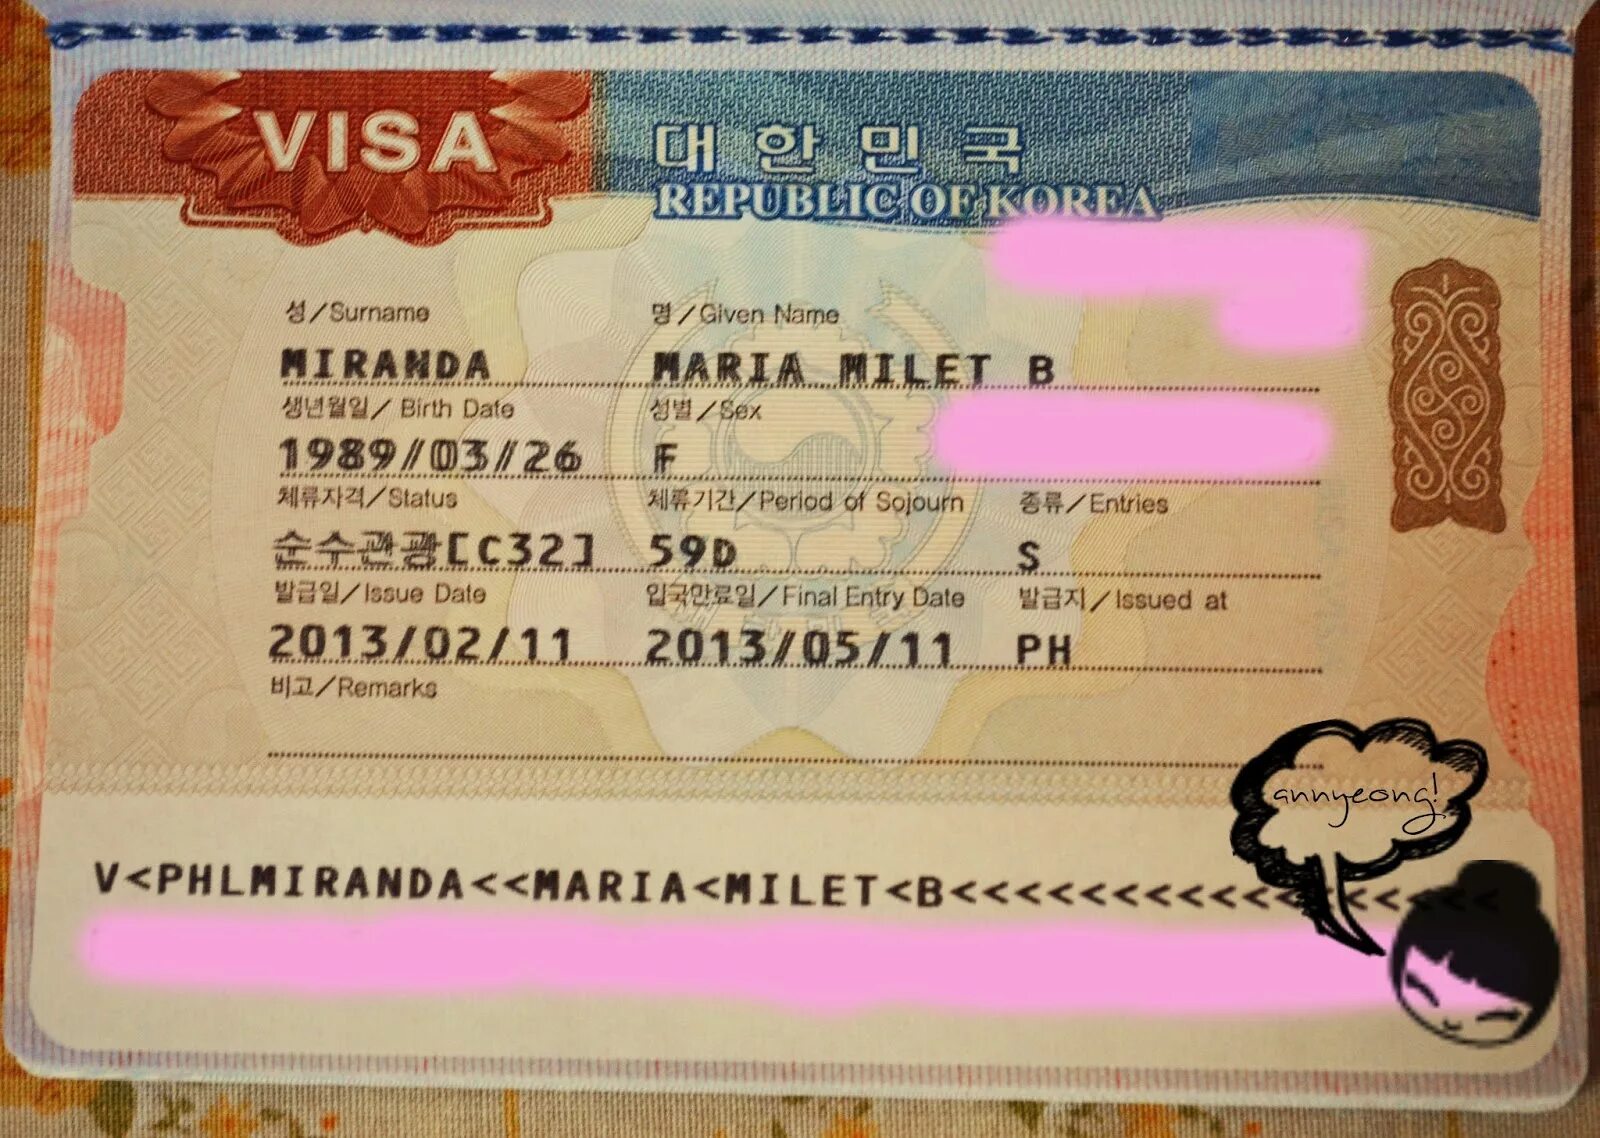 VISA
대한민국
REPUBLIC OF KOREA
성/Surname 명/Given Name
MIRANDA MARIA MILET B
생년월일/Birth Date 성별/Sex
1989/03/26 F
체류자격/Status 체류기간/Period of Sojourn 종류/Entries
순수관광[C32] 59D S
발급일/Issue Date 입국만료일/Final Entry Date 발급지/Issued at
2013/02/11 2013/05/11 PH
비고/Remarks
annyeong!
V<PHLMIRANDA<<MARIA<MILET<B<<<<<<<<<<<<<<<<<